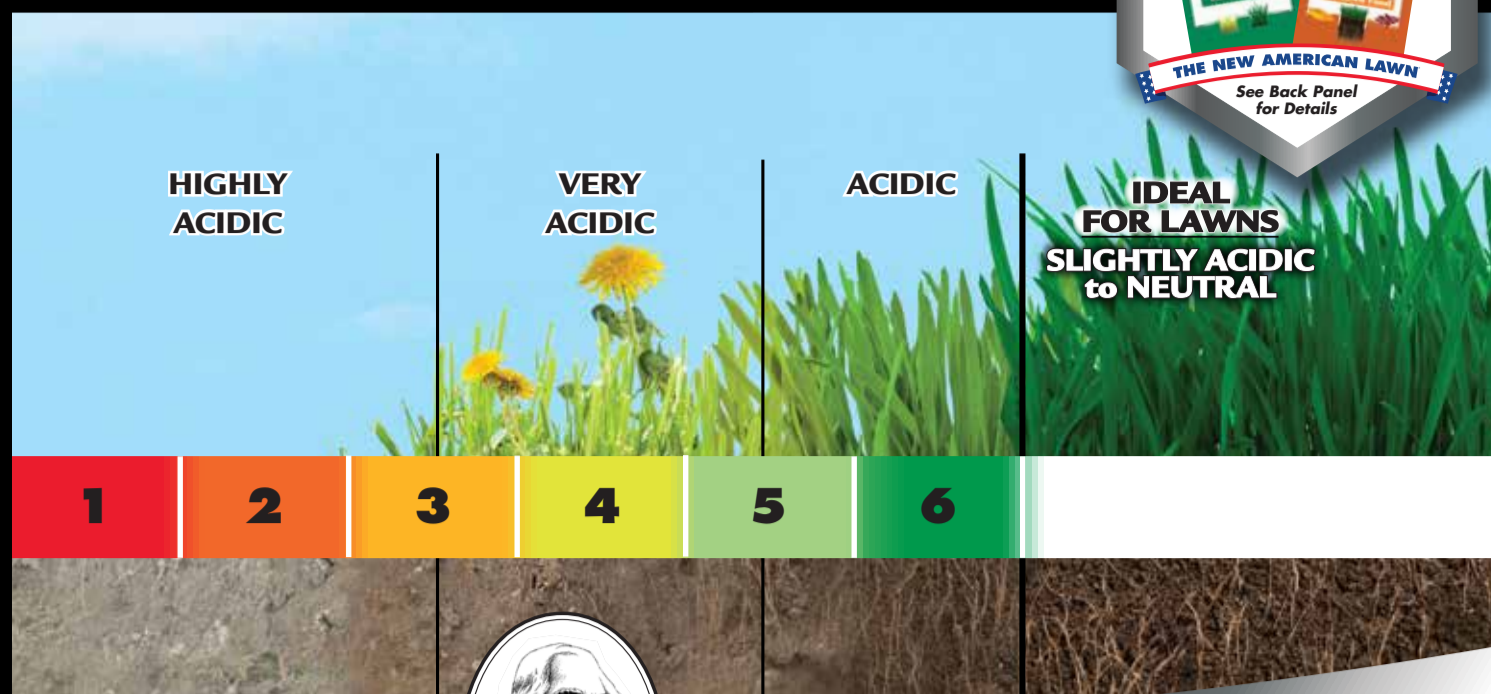 THE NEW AMERICAN LAWN
See Back Panel
for Details
HIGHLY
ACIDIC
VERY
ACIDIC
ACIDIC
IDEAL
FOR LAWNS
SLIGHTLY ACIDIC
to NEUTRAL
1 2 3 4 5 6